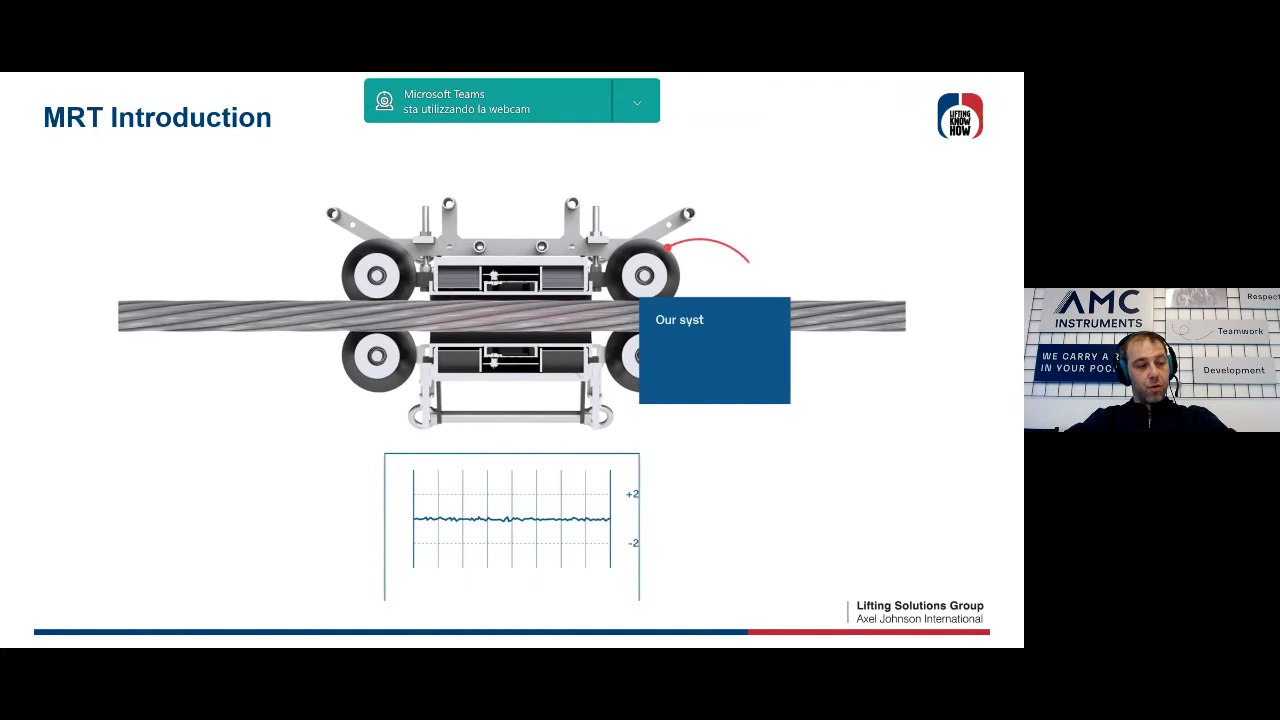 MRT Introduction
Microsoft Teams
sta utilizzando la webcam
LIFTING
KNOW
HOW
Our syst
+2
-2
Lifting Solutions Group
Axel Johnson International
AMC
INSTRUMENTS
WE CARRY A R
IN YOUR POC
Respect
Teamwork
Development